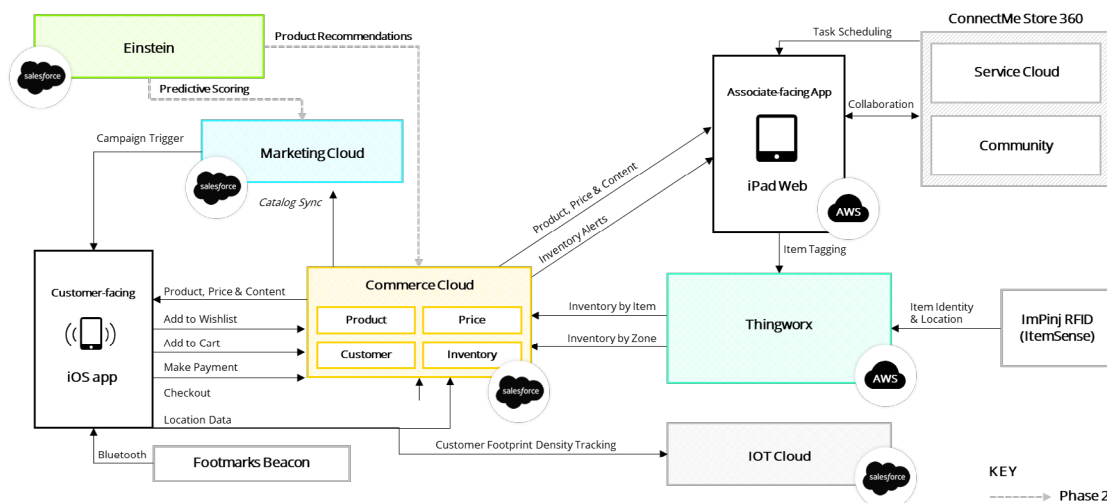 ConnectMe Store 360
Einstein
salesforce
Product Recommendations
Predictive Scoring
Task Scheduling
Service Cloud
Collaboration
Community
Associate-facing App
iPad Web
AWS
Campaign Trigger
Marketing Cloud
salesforce
Catalog Sync
Product, Price & Content
Inventory Alerts
Item Tagging
Customer-facing
iOS app
Product, Price & Content
Add to Wishlist
Add to Cart
Make Payment
Checkout
Location Data
Commerce Cloud
Product
Price
Customer
Inventory
salesforce
Inventory by Item
Inventory by Zone
Thingworx
AWS
Item Identity
& Location
ImPinj RFID
(ItemSense)
Bluetooth
Footmarks Beacon
Customer Footprint Density Tracking
IOT Cloud
salesforce
KEY
Phase 2